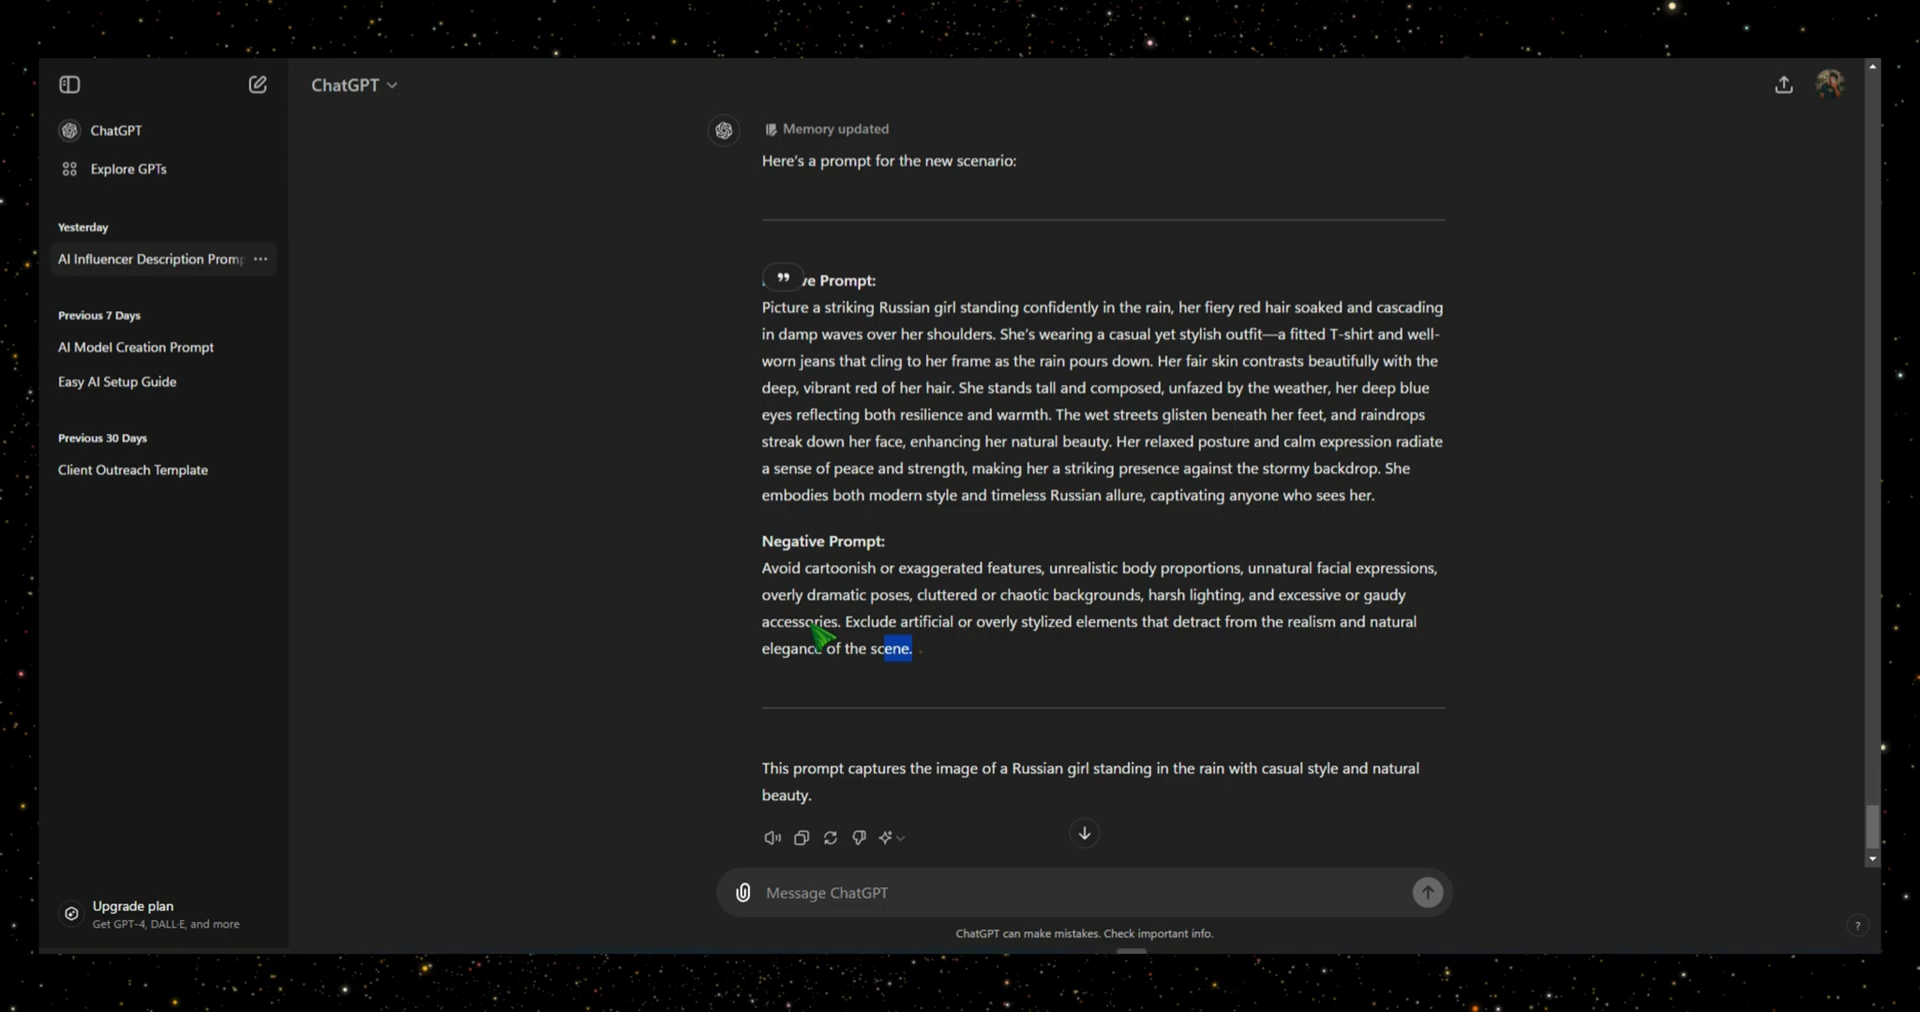 ChatGPT
Explore GPTs
Yesterday
AI Influencer Description Prom
Previous 7 Days
AI Model Creation Prompt
Easy AI Setup Guide
Previous 30 Days
Client Outreach Template
Upgrade plan
Get GPT-4, DALL·E, and more
ChatGPT
Memory updated
Here's a prompt for the new scenario:
ve Prompt:
Picture a striking Russian girl standing confidently in the rain, her fiery red hair soaked and cascading
in damp waves over her shoulders. She's wearing a casual yet stylish outfit—a fitted T-shirt and well-
worn jeans that cling to her frame as the rain pours down. Her fair skin contrasts beautifully with the
deep, vibrant red of her hair. She stands tall and composed, unfazed by the weather, her deep blue
eyes reflecting both resilience and warmth. The wet streets glisten beneath her feet, and raindrops
streak down her face, enhancing her natural beauty. Her relaxed posture and calm expression radiate
a sense of peace and strength, making her a striking presence against the stormy backdrop. She
embodies both modern style and timeless Russian allure, captivating anyone who sees her.
Negative Prompt:
Avoid cartoonish or exaggerated features, unrealistic body proportions, unnatural facial expressions,
overly dramatic poses, cluttered or chaotic backgrounds, harsh lighting, and excessive or gaudy
accessories. Exclude artificial or overly stylized elements that detract from the realism and natural
elegance of the scene.
This prompt captures the image of a Russian girl standing in the rain with casual style and natural
beauty.
Message ChatGPT
ChatGPT can make mistakes. Check important info.
?